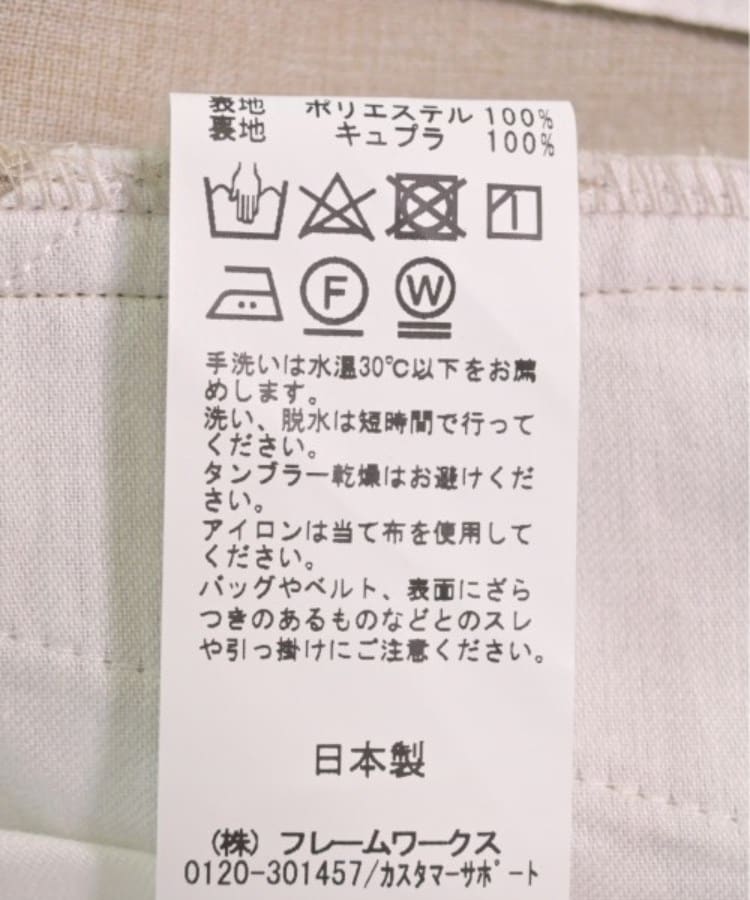 表地 ポリエステル 100%
裏地 キュプラ 100%
F W
手洗いは水温30℃以下をお薦
めします。
洗い、脱水は短時間で行って
ください。
タンブラー乾燥はお避けくだ
さい。
アイロンは当て布を使用して
ください。
バッグやベルト、表面にざら
つきのあるものなどとのスレ
や引っ掛けにご注意ください。
日本製
(株) フレームワークス
0120-301457/カスタマーサポート